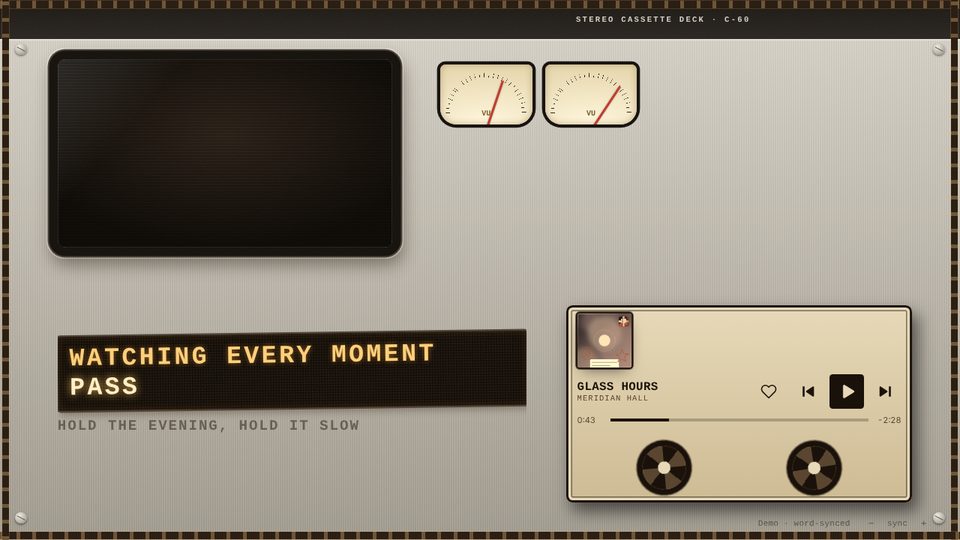 STEREO CASSETTE DECK · C-60
VU VU
WATCHING EVERY MOMENT
PASS
HOLD THE EVENING, HOLD IT SLOW
GLASS HOURS
MERIDIAN HALL
0:43 -2:28
Demo · word-synced − sync +